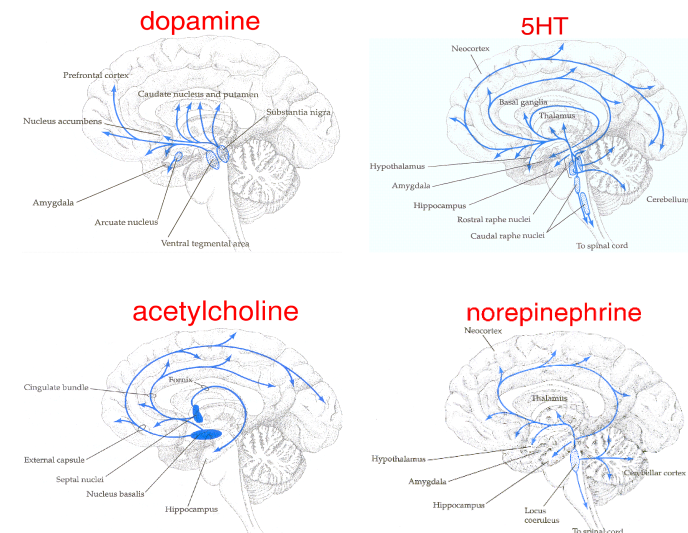 dopamine
Prefrontal cortex
Caudate nucleus and putamen
Substantia nigra
Nucleus accumbens
Amygdala
Arcuate nucleus
Ventral tegmental area
5HT
Neocortex
Basal ganglia
Thalamus
Hypothalamus
Amygdala
Hippocampus
Rostral raphe nuclei
Caudal raphe nuclei
Cerebellum
To spinal cord
acetylcholine
Fornix
Cingulate bundle
External capsule
Septal nuclei
Nucleus basalis
Hippocampus
norepinephrine
Neocortex
Thalamus
Hypothalamus
Amygdala
Hippocampus
Cerebellar cortex
Locus
coeruleus
To spinal cord